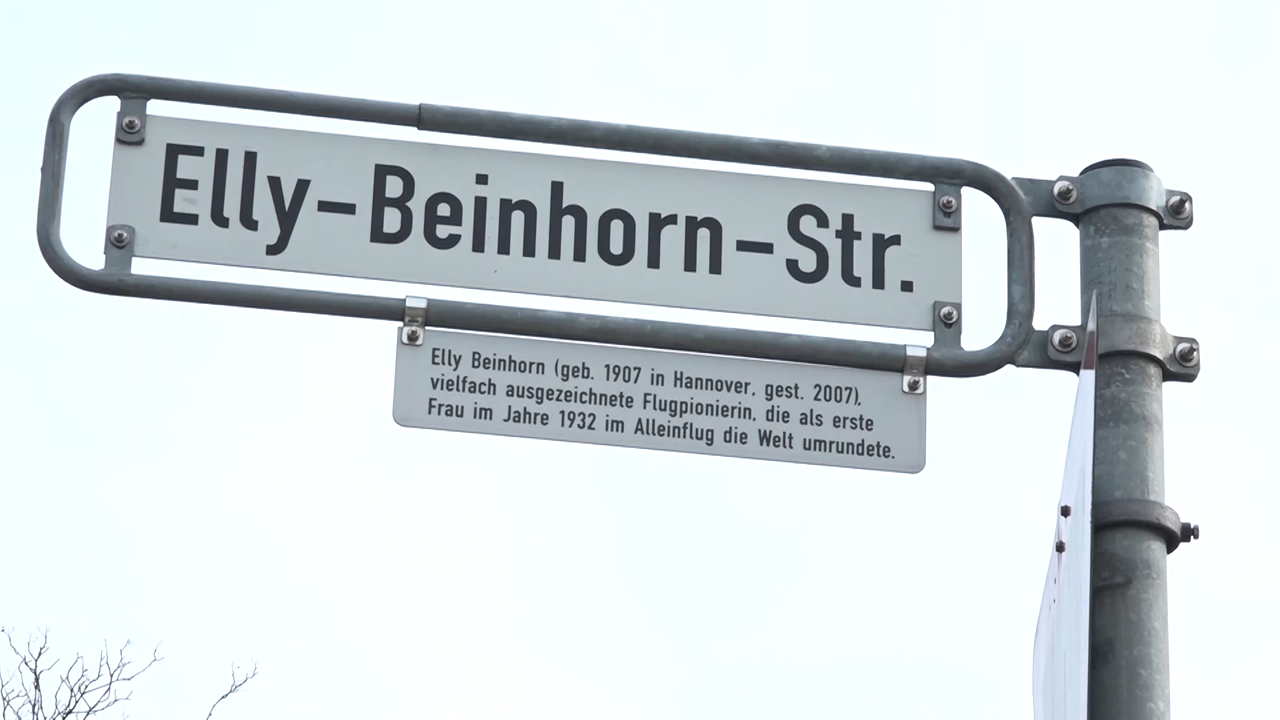 Elly-Beinhorn-Str.
Elly Beinhorn (geb. 1907 in Hannover, gest. 2007),
vielfach ausgezeichnete Flugpionierin, die als erste
Frau im Jahre 1932 im Alleinflug die Welt umrundete.